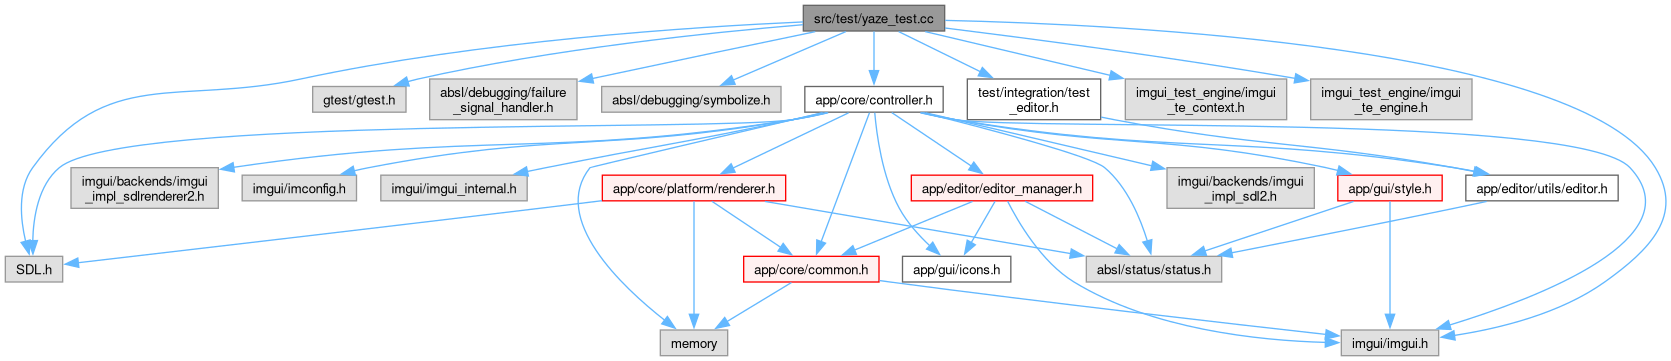 src/test/yaze_test.cc
gtest/gtest.h
absl/debugging/failure
_signal_handler.h
absl/debugging/symbolize.h
app/core/controller.h
test/integration/test
_editor.h
imgui_test_engine/imgui
te_context.h
imgui_test_engine/imgui
te_engine.h
imgui/backends/imgui
_impl_sdlrenderer2.h
imgui/imconfig.h
imgui/imgui_internal.h
app/core/platform/renderer.h
app/editor/editor_manager.h
imgui/backends/imgui
_impl_sdl2.h
app/gui/style.h
app/editor/utils/editor.h
SDL.h
app/core/common.h
app/gui/icons.h
absl/status/status.h
memory
imgui/imgui.h